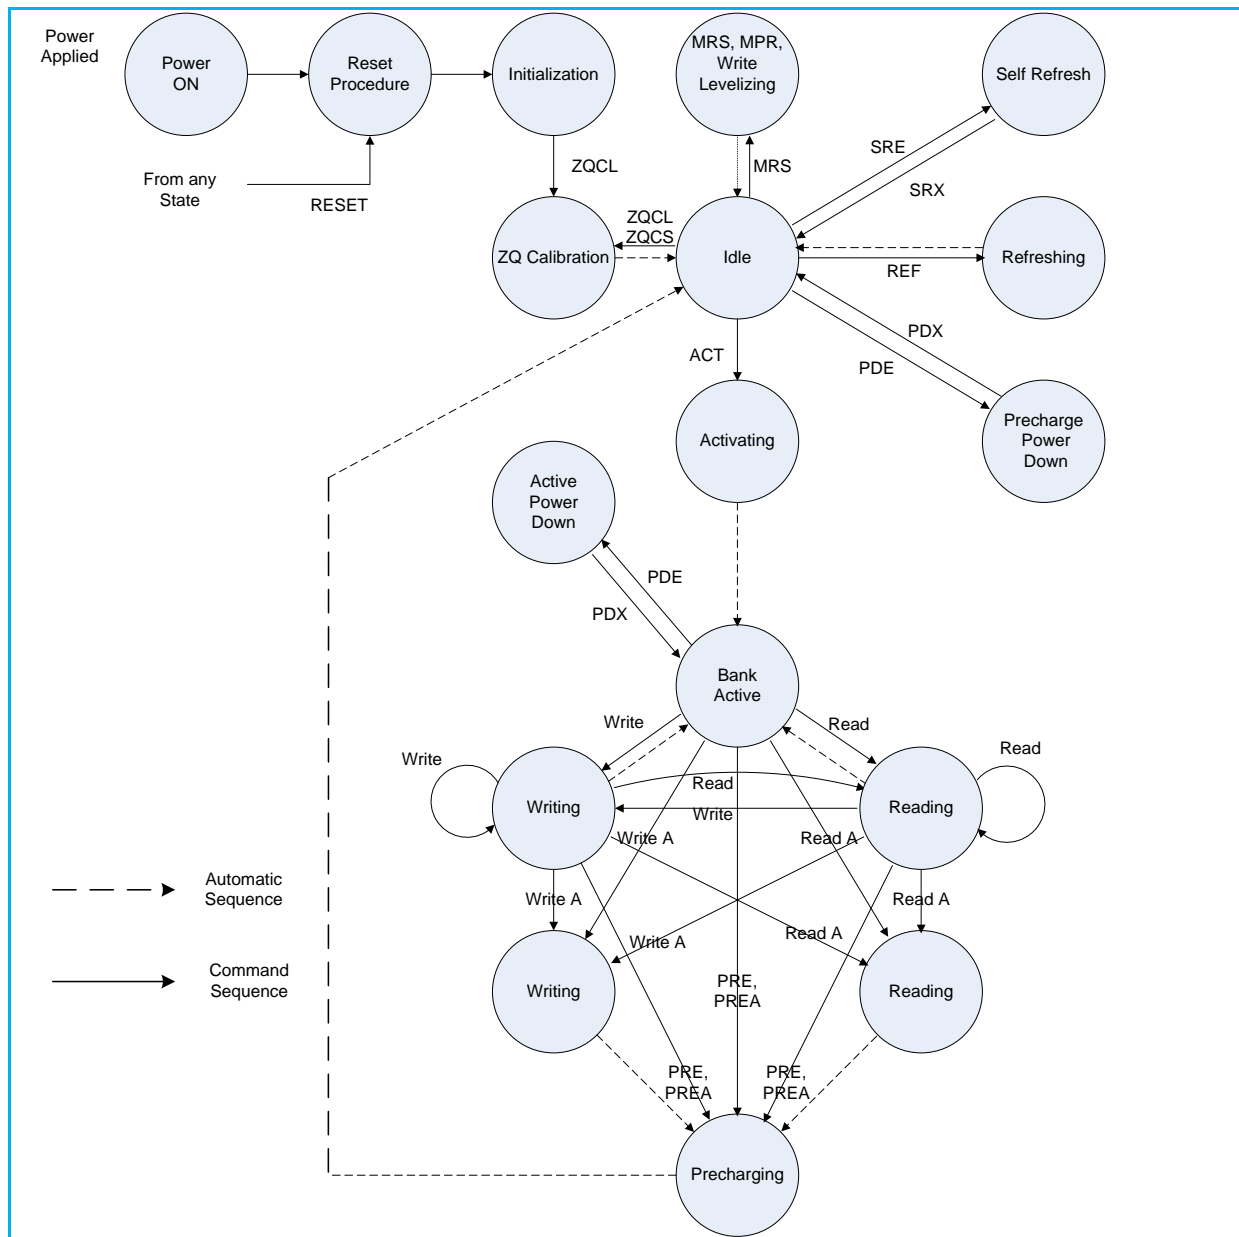 Power
Applied
Power
ON
Reset
Procedure
Initialization
MRS, MPR,
Write
Levelizing
Self Refresh
From any
State
RESET
ZQCL
MRS
SRE
SRX
ZQCL
ZQCS
ZQ Calibration
Idle
REF
Refreshing
PDX
PDE
ACT
Activating
Precharge
Power
Down
Active
Power
Down
PDE
PDX
Bank
Active
Write
Read
Write
Read
Writing
Read
Write
Reading
Write A
Read A
Automatic
Sequence
Write A
Read A
Write A
Read A
Command
Sequence
Writing
PRE,
PREA
Reading
PRE,
PREA
PRE,
PREA
Precharging